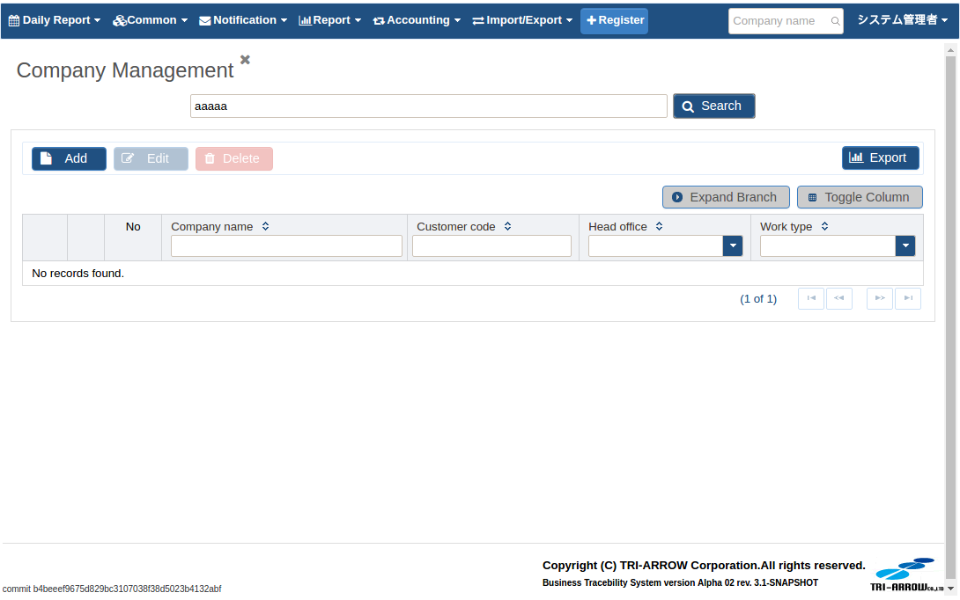 Daily Report Common Notification Report Accounting Import/Export Register Company name システム管理者
Company Management
aaaaa Search
Add Edit Delete Export
Expand Branch Toggle Column
No Company name Customer code Head office Work type
No records found.
(1 of 1)
Copyright (C) TRI-ARROW Corporation.All rights reserved.
Business Tracebility System version Alpha 02 rev. 3.1-SNAPSHOT
TRI-ARROW CO.,LTD
commit b4beeef9675d829bc3107038f38d5023b4132abf